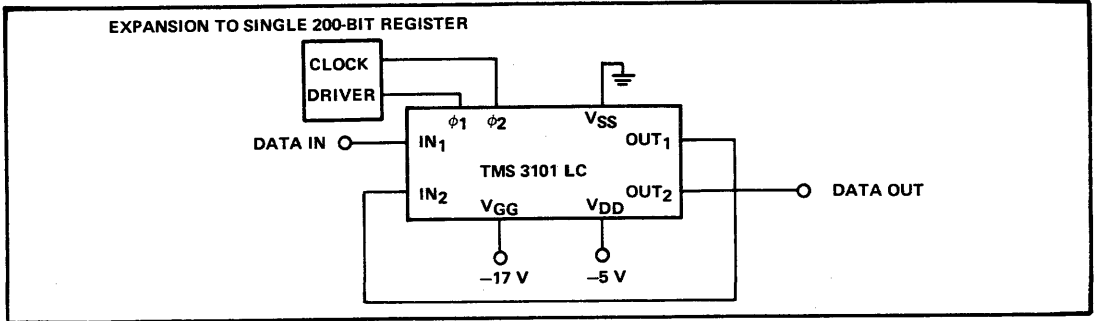 EXPANSION TO SINGLE 200-BIT REGISTER
CLOCK
DRIVER
ϕ1 ϕ2 VSS
DATA IN IN1 OUT1
TMS 3101 LC
IN2 OUT2 DATA OUT
VGG VDD
–17 V –5 V